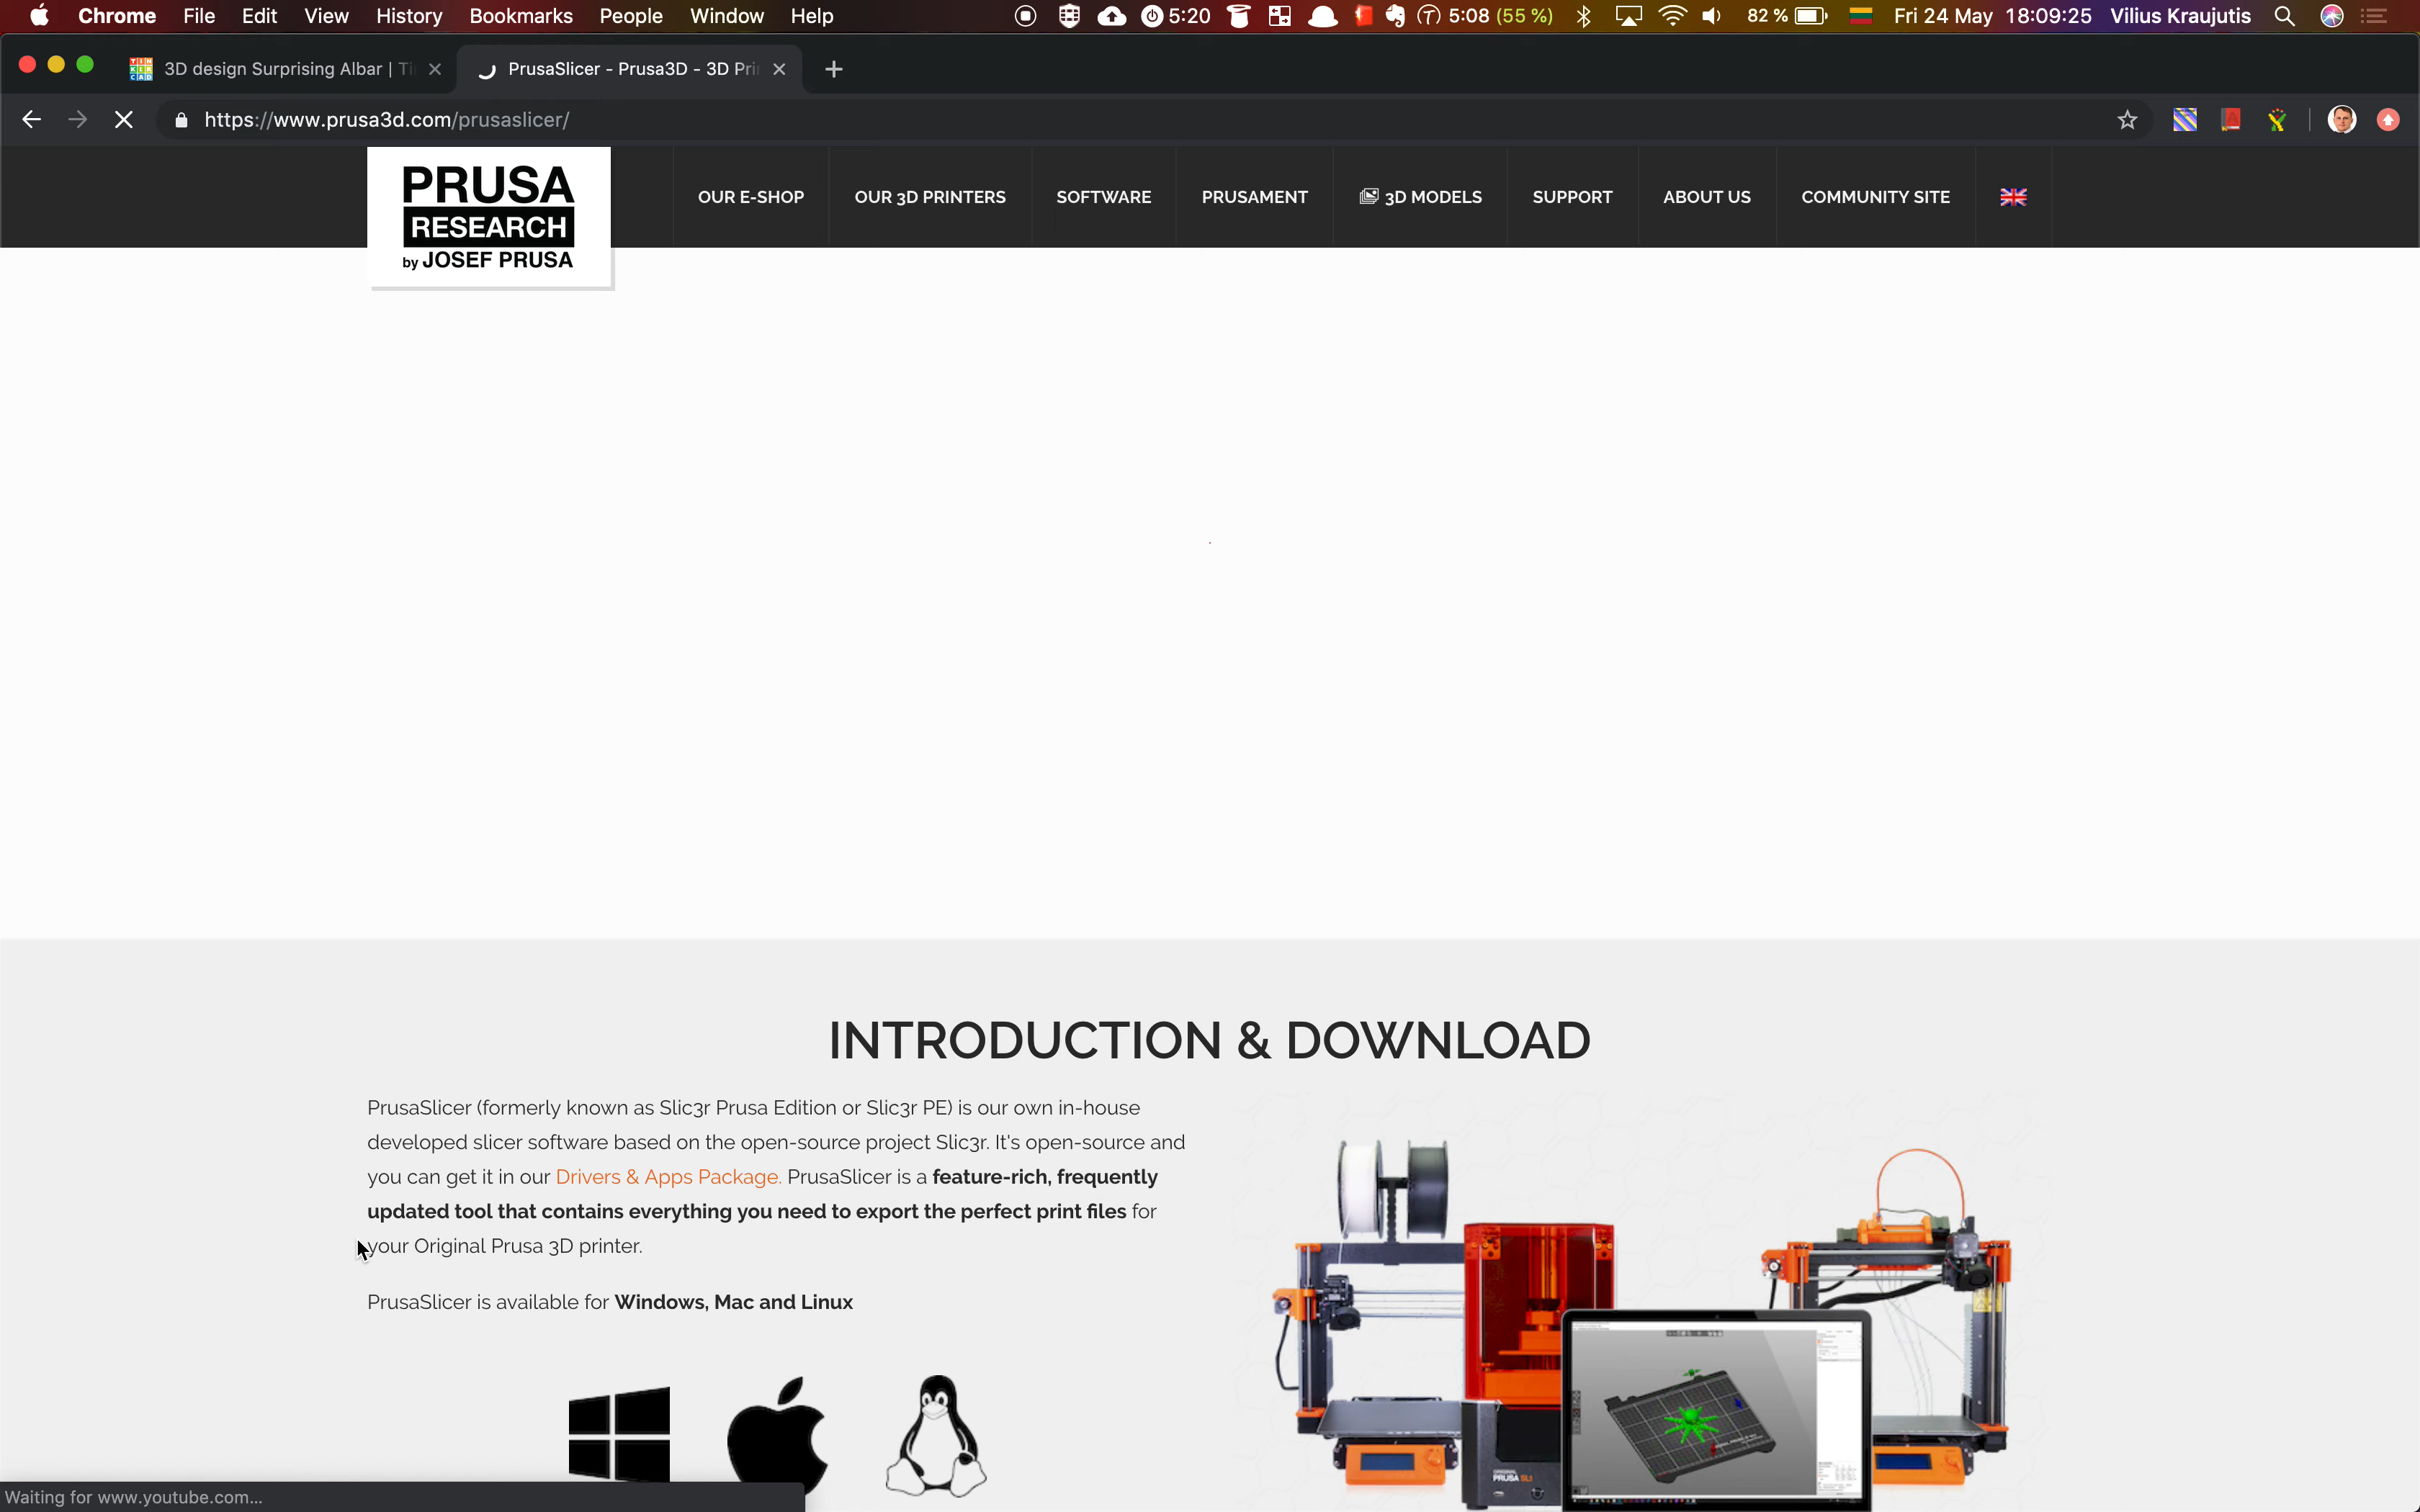 Chrome File Edit View History Bookmarks People Window Help 5:20 5:08 (55 %) 82 % Fri 24 May 18:09:25 Vilius Kraujutis
3D design Surprising Albar | Ti PrusaSlicer - Prusa3D - 3D Pri
https://www.prusa3d.com/prusaslicer/
PRUSA
RESEARCH
by JOSEF PRUSA
OUR E-SHOP OUR 3D PRINTERS SOFTWARE PRUSAMENT 3D MODELS SUPPORT ABOUT US COMMUNITY SITE
INTRODUCTION & DOWNLOAD
PrusaSlicer (formerly known as Slic3r Prusa Edition or Slic3r PE) is our own in-house
developed slicer software based on the open-source project Slic3r. It's open-source and
you can get it in our Drivers & Apps Package. PrusaSlicer is a feature-rich, frequently
updated tool that contains everything you need to export the perfect print files for
your Original Prusa 3D printer.
PrusaSlicer is available for Windows, Mac and Linux
ORIGINAL
PRUSA SL1
Waiting for www.youtube.com...